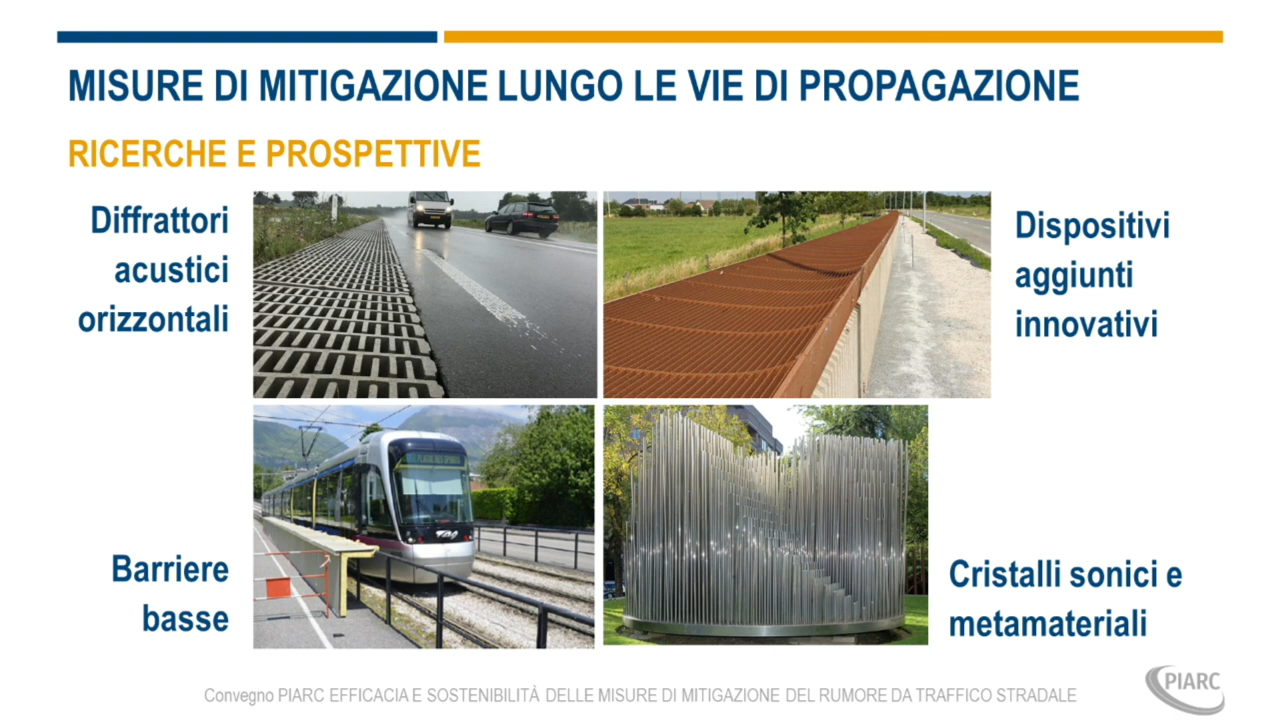 MISURE DI MITIGAZIONE LUNGO LE VIE DI PROPAGAZIONE
RICERCHE E PROSPETTIVE
Diffrattori
acustici
orizzontali
Dispositivi
aggiunti
innovativi
Barriere
basse
Cristalli sonici e
metamateriali
Convegno PIARC EFFICACIA E SOSTENIBILITÀ DELLE MISURE DI MITIGAZIONE DEL RUMORE DA TRAFFICO STRADALE
PIARC